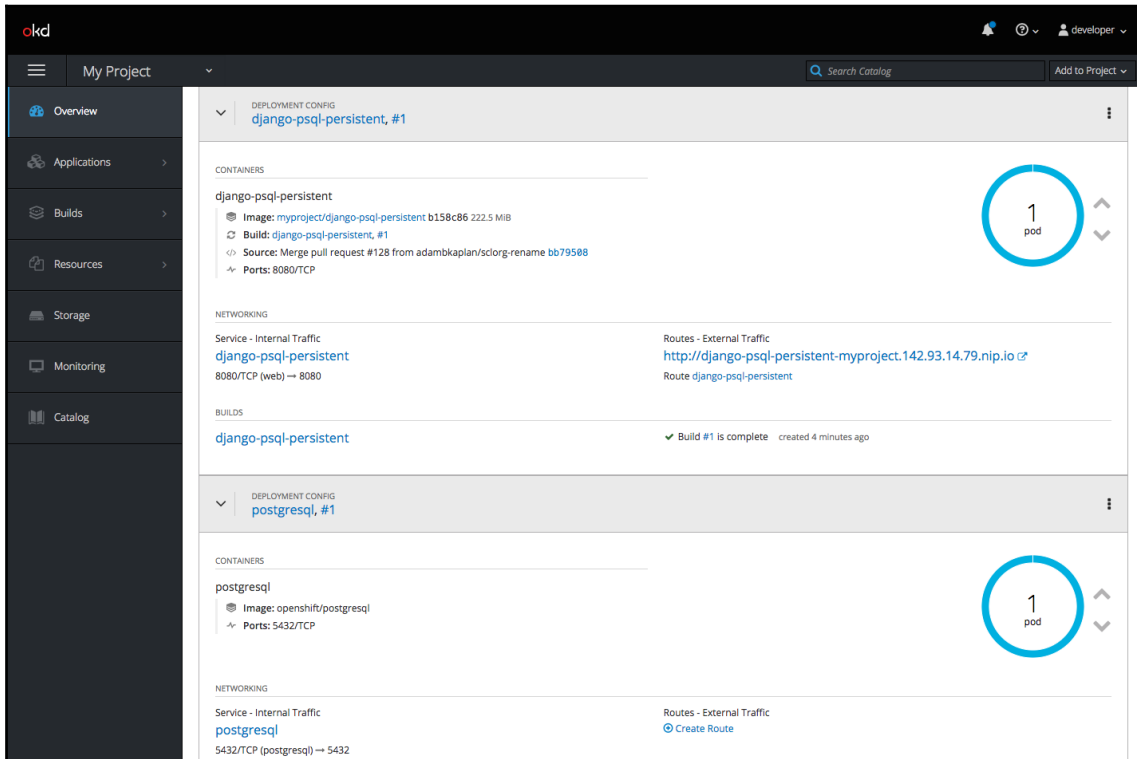 okd
developer
My Project
Search Catalog
Add to Project
Overview
Applications
Builds
Resources
Storage
Monitoring
Catalog
DEPLOYMENT CONFIG
django-psql-persistent, #1
CONTAINERS
django-psql-persistent
Image: myproject/django-psql-persistent b158c86 222.5 MiB
Build: django-psql-persistent, #1
Source: Merge pull request #128 from adambkaplan/sclorg-rename bb79508
Ports: 8080/TCP
1
pod
NETWORKING
Service - Internal Traffic
django-psql-persistent
8080/TCP (web) → 8080
Routes - External Traffic
http://django-psql-persistent-myproject.142.93.14.79.nip.io
Route django-psql-persistent
BUILDS
django-psql-persistent
Build #1 is complete created 4 minutes ago
DEPLOYMENT CONFIG
postgresql, #1
CONTAINERS
postgresql
Image: openshift/postgresql
Ports: 5432/TCP
1
pod
NETWORKING
Service - Internal Traffic
postgresql
5432/TCP (postgresql) → 5432
Routes - External Traffic
Create Route